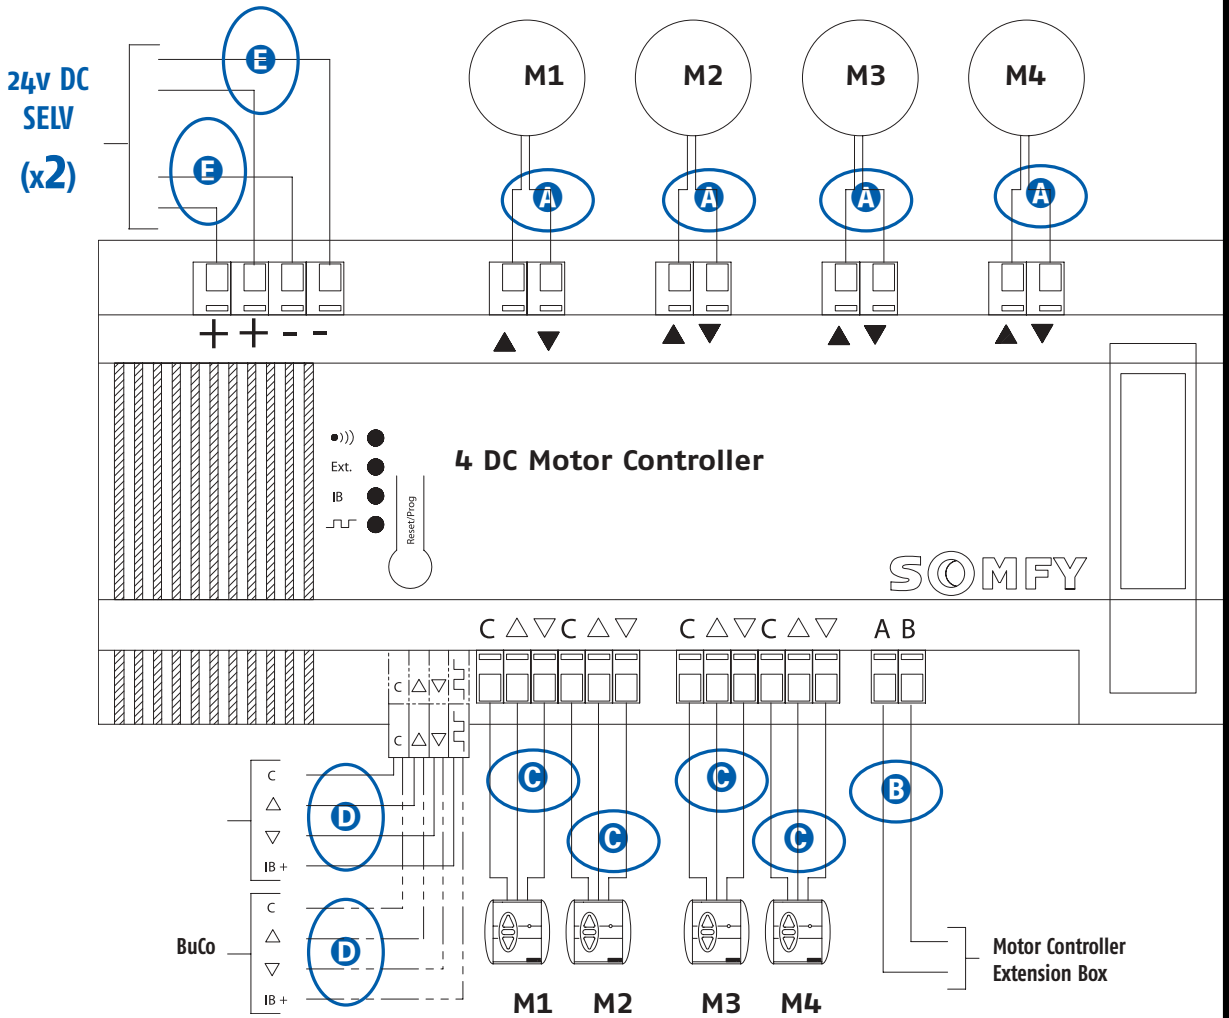 24v DC
SELV
(x2)
E
E
M1 M2 M3 M4
A A A A
+ + - -
▲ ▼ ▲ ▼ ▲ ▼ ▲ ▼
Ext.
IB
Reset/Prog
4 DC Motor Controller
SOMFY
C △ ▽ C △ ▽ C △ ▽ C △ ▽ A B
C △ ▽
C △ ▽
C
△
▽
IB +
D
C C C C
B
BuCo
C
△
▽
IB +
D
Motor Controller
Extension Box
M1 M2 M3 M4